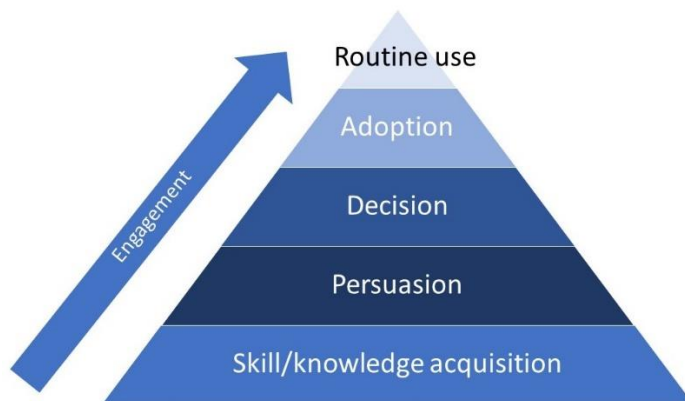 Routine use
Adoption
Engagement
Decision
Persuasion
Skill/knowledge acquisition